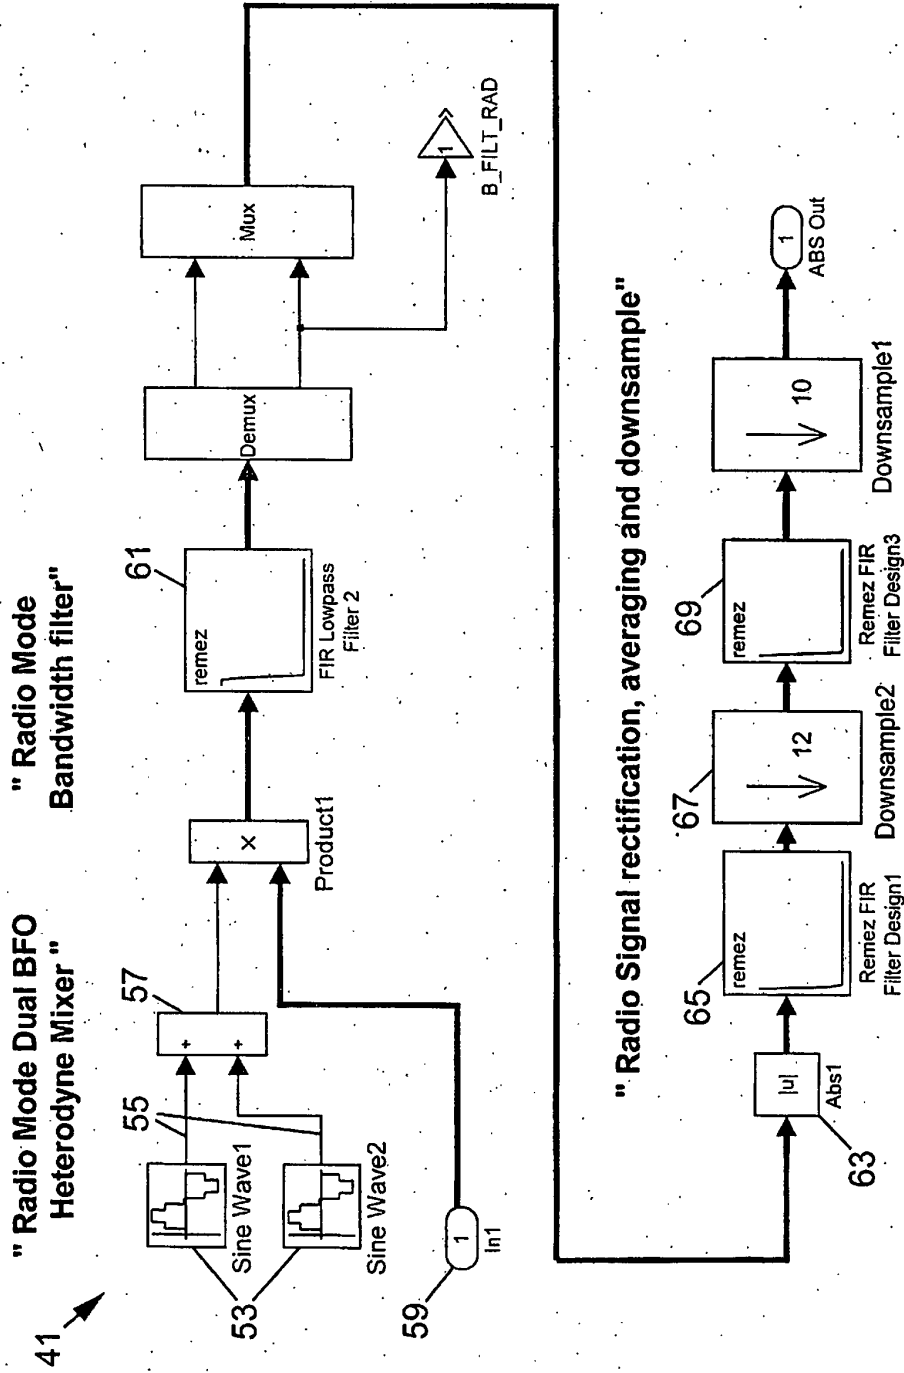 41
" Radio Mode Dual BFO
Heterodyne Mixer "
" Radio Mode
Bandwidth filter"
53
Sine Wave1
Sine Wave2
55
57
+
+
59
1
In1
×
Product1
61
remez
FIR Lowpass
Filter 2
Demux
Mux
1
B_FILT_RAD
" Radio Signal rectification, averaging and downsample"
|u|
Abs1
63
65
remez
Remez FIR
Filter Design1
67
12
Downsample2
69
remez
Remez FIR
Filter Design3
10
Downsample1
1
ABS Out